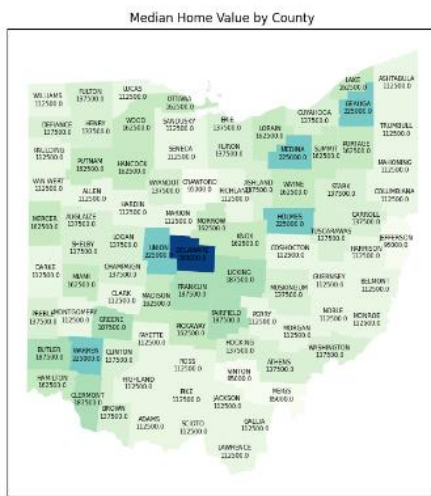 Median Home Value by County
ASHTABULA
112500.0
LAKE
162500.0
LUCAS
112500.0
FULTON
137500.0
WILLIAMS
112500.0
OTTAWA
162500.0
GEAUGA
225000.0
CUYAHOGA
137500.0
WOOD
162500.0
SANDUSKY
112500.0
ERIE
137500.0
LORAIN
162500.0
TRUMBULL
112500.0
DEFIANCE
HENRY
137500.0
PORTAGE
162500.0
SUMMIT
162500.0
MEDINA
225000.0
HURON
137500.0
SENECA
112500.0
PAULDING
112500.0
MAHONING
112500.0
PUTNAM
162500.0
HANCOCK
162500.0
VAN WERT
112500.0
ALLEN
112500.0
WYANDOT
137500.0
CRAWFORD
RICHLAND
112500.0
ASHLAND
137500.0
WAYNE
162500.0
STARK
137500.0
COLUMBIANA
112500.0
HARDIN
112500.0
MERCER
162500.0
AUGLAIZE
137500.0
MARION
112500.0
MORROW
162500.0
HOLMES
225000.0
CARROLL
137500.0
TUSCARAWAS
JEFFERSON
KNOX
162500.0
LOGAN
137500.0
SHELBY
137500.0
UNION
225000.0
DELAWARE
COSHOCTON
112500.0
HARRISON
112500.0
DARKE
112500.0
MIAMI
162500.0
CHAMPAIGN
137500.0
LICKING
187500.0
GUERNSEY
112500.0
BELMONT
112500.0
FRANKLIN
187500.0
MUSKINGUM
137500.0
CLARK
112500.0
MADISON
162500.0
PREBLE
137500.0
MONTGOMERY
112500.0
GREENE
187500.0
FAIRFIELD
187500.0
PERRY
112500.0
NOBLE
112500.0
MONROE
112500.0
PICKAWAY
162500.0
FAYETTE
112500.0
MORGAN
112500.0
BUTLER
187500.0
WARREN
225000.0
CLINTON
137500.0
HOCKING
137500.0
WASHINGTON
137500.0
ROSS
112500.0
ATHENS
137500.0
HAMILTON
162500.0
HIGHLAND
112500.0
VINTON
CLERMONT
187500.0
PIKE
112500.0
JACKSON
112500.0
MEIGS
BROWN
137500.0
ADAMS
112500.0
SCIOTO
112500.0
GALLIA
112500.0
LAWRENCE
112500.0